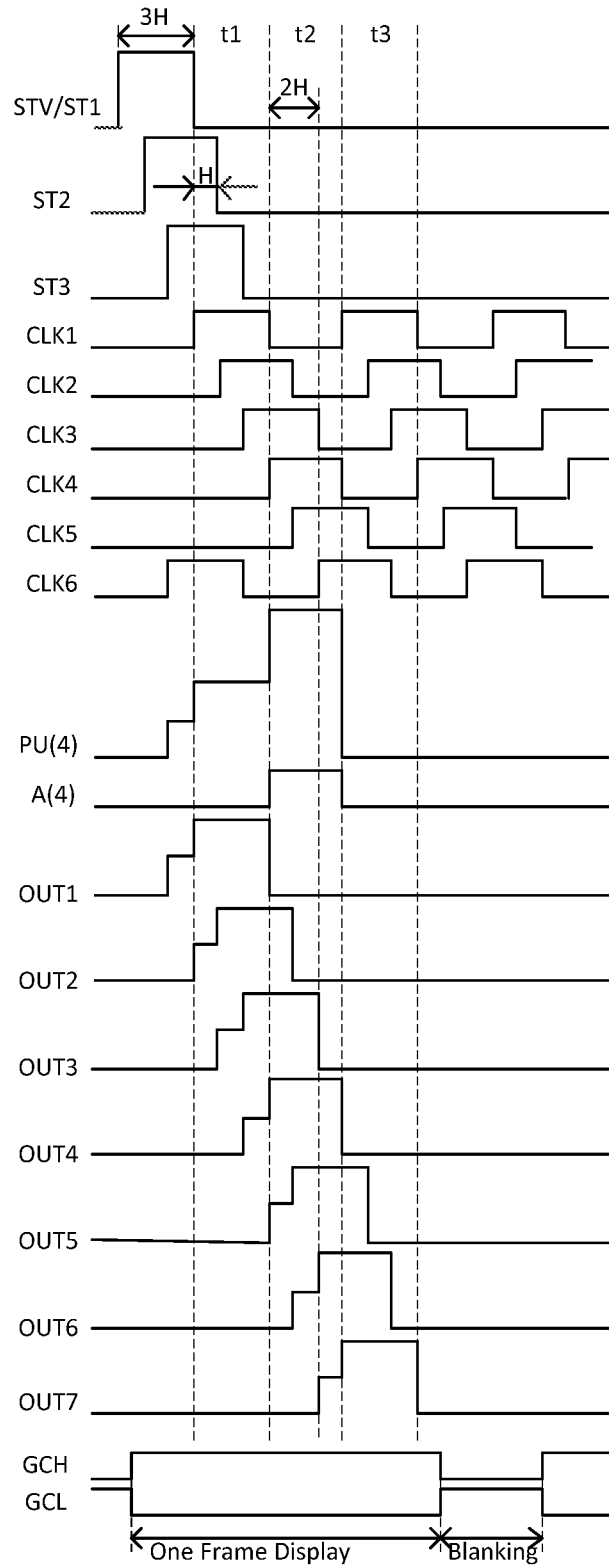 3H t1 t2 t3
STV/ST1
2H
ST2
H
ST3
CLK1
CLK2
CLK3
CLK4
CLK5
CLK6
PU(4)
A(4)
OUT1
OUT2
OUT3
OUT4
OUT5
OUT6
OUT7
GCH
GCL
One Frame Display Blanking